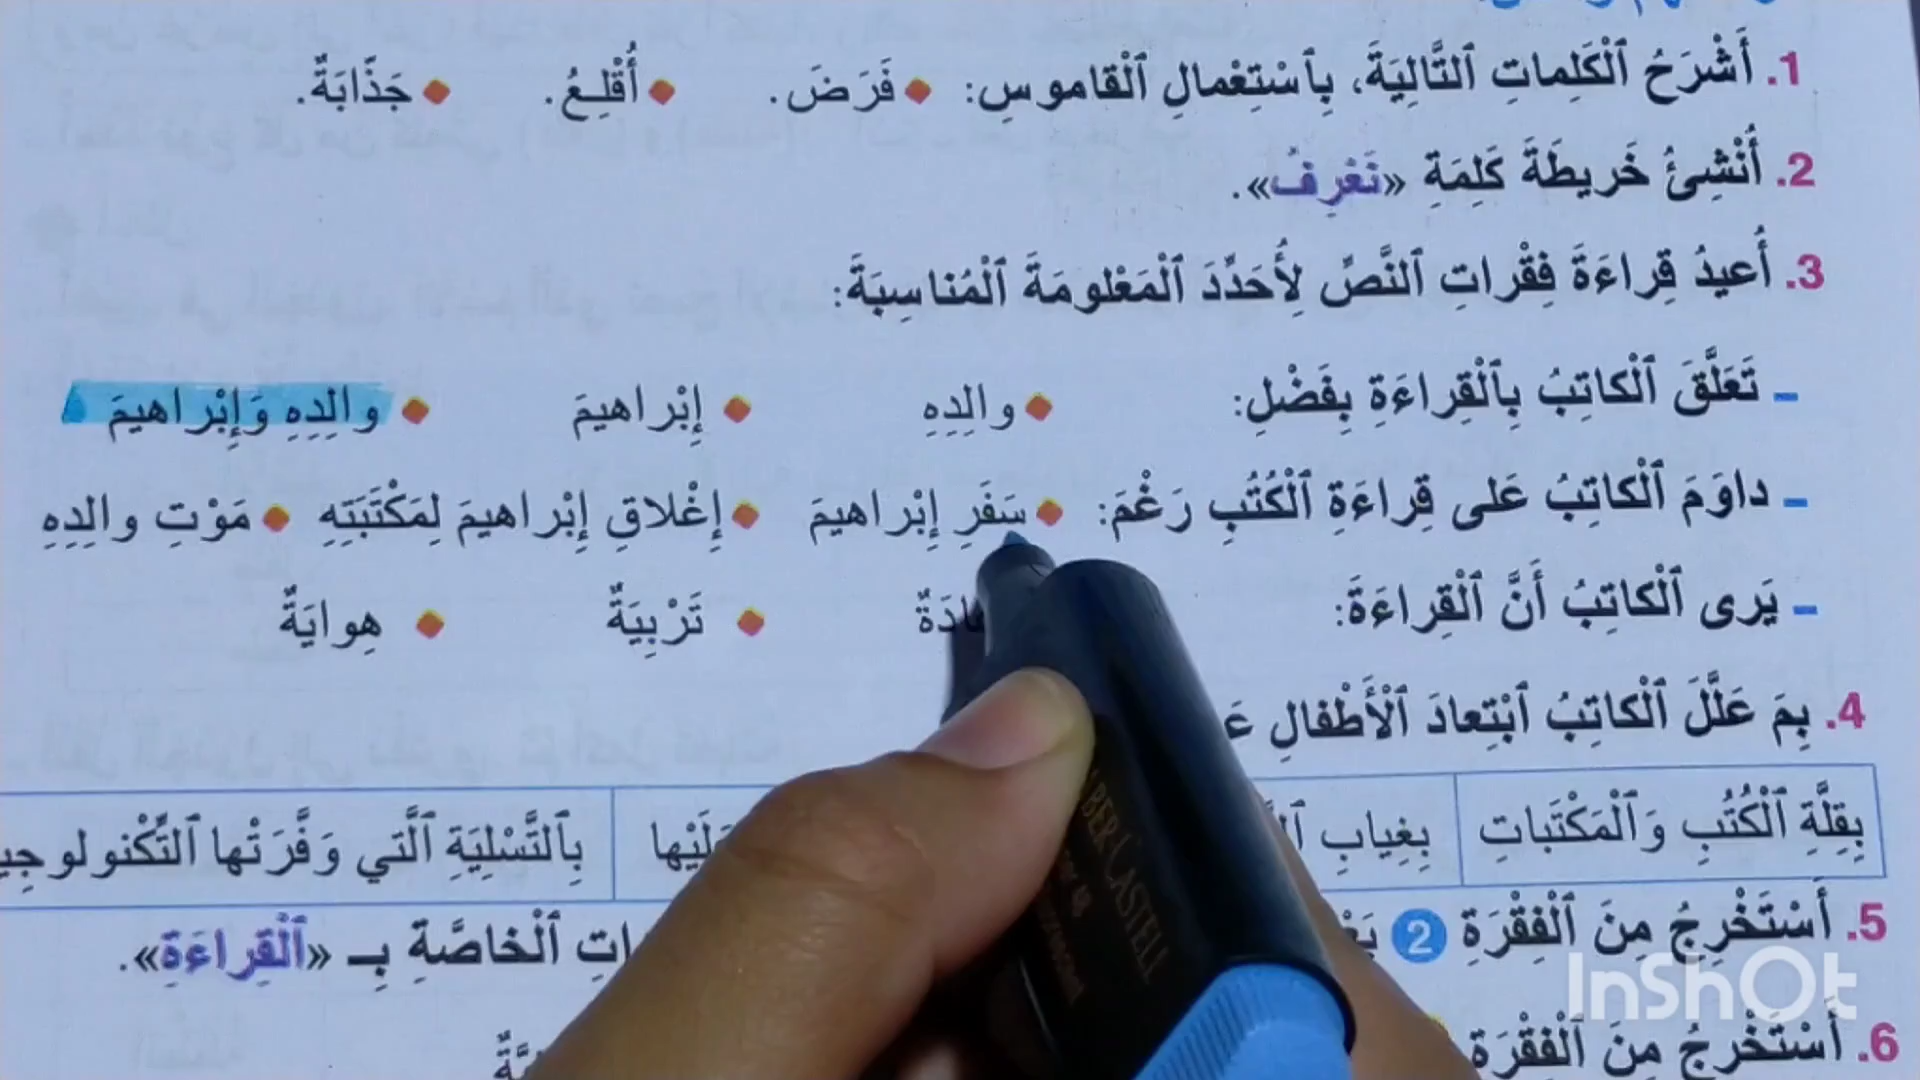 1. أَشْرَحُ ٱلْكَلِماتِ ٱلتَّالِيَةَ، بِٱسْتِعْمالِ ٱلْقاموسِ: فَرَضَ. أُقْلِعُ. جَذّابَةٌ.
2. أُنْشِئُ خَريطَةَ كَلِمَةِ «نَعْرِفُ».
3. أُعيدُ قِراءَةَ فِقْراتِ ٱلنَّصِّ لِأُحَدِّدَ ٱلْمَعْلومَةَ ٱلْمُناسِبَةَ:
- تَعَلَّقَ ٱلْكاتِبُ بِٱلْقِراءَةِ بِفَضْلِ: والِدِهِ إِبْراهيمَ والِدِهِ وَإِبْراهيمَ
- داوَمَ ٱلْكاتِبُ عَلى قِراءَةِ ٱلْكُتُبِ رَغْمَ: سَفَرِ إِبْراهيمَ إِغْلاقِ إِبْراهيمَ لِمَكْتَبَتِهِ مَوْتِ والِدِهِ
- يَرى ٱلْكاتِبُ أَنَّ ٱلْقِراءَةَ: تَرْبِيَةٌ هِوايَةٌ
4. بِمَ عَلَّلَ ٱلْكاتِبُ ٱبْتِعادَ ٱلْأَطْفالِ
بِقِلَّةِ ٱلْكُتُبِ وَٱلْمَكْتَباتِ بِغِيابِ بِٱلتَّسْلِيَةِ ٱلَّتي وَفَّرَتْها
5. أَسْتَخْرِجُ مِنَ ٱلْفِقْرَةِ 2 ٱلْخاصَّةِ بِـ «ٱلْقِراءَةِ».
6. أَسْتَخْرِجُ مِنَ ٱلْفِقْرَةِ
BER CASTELL
InShOt